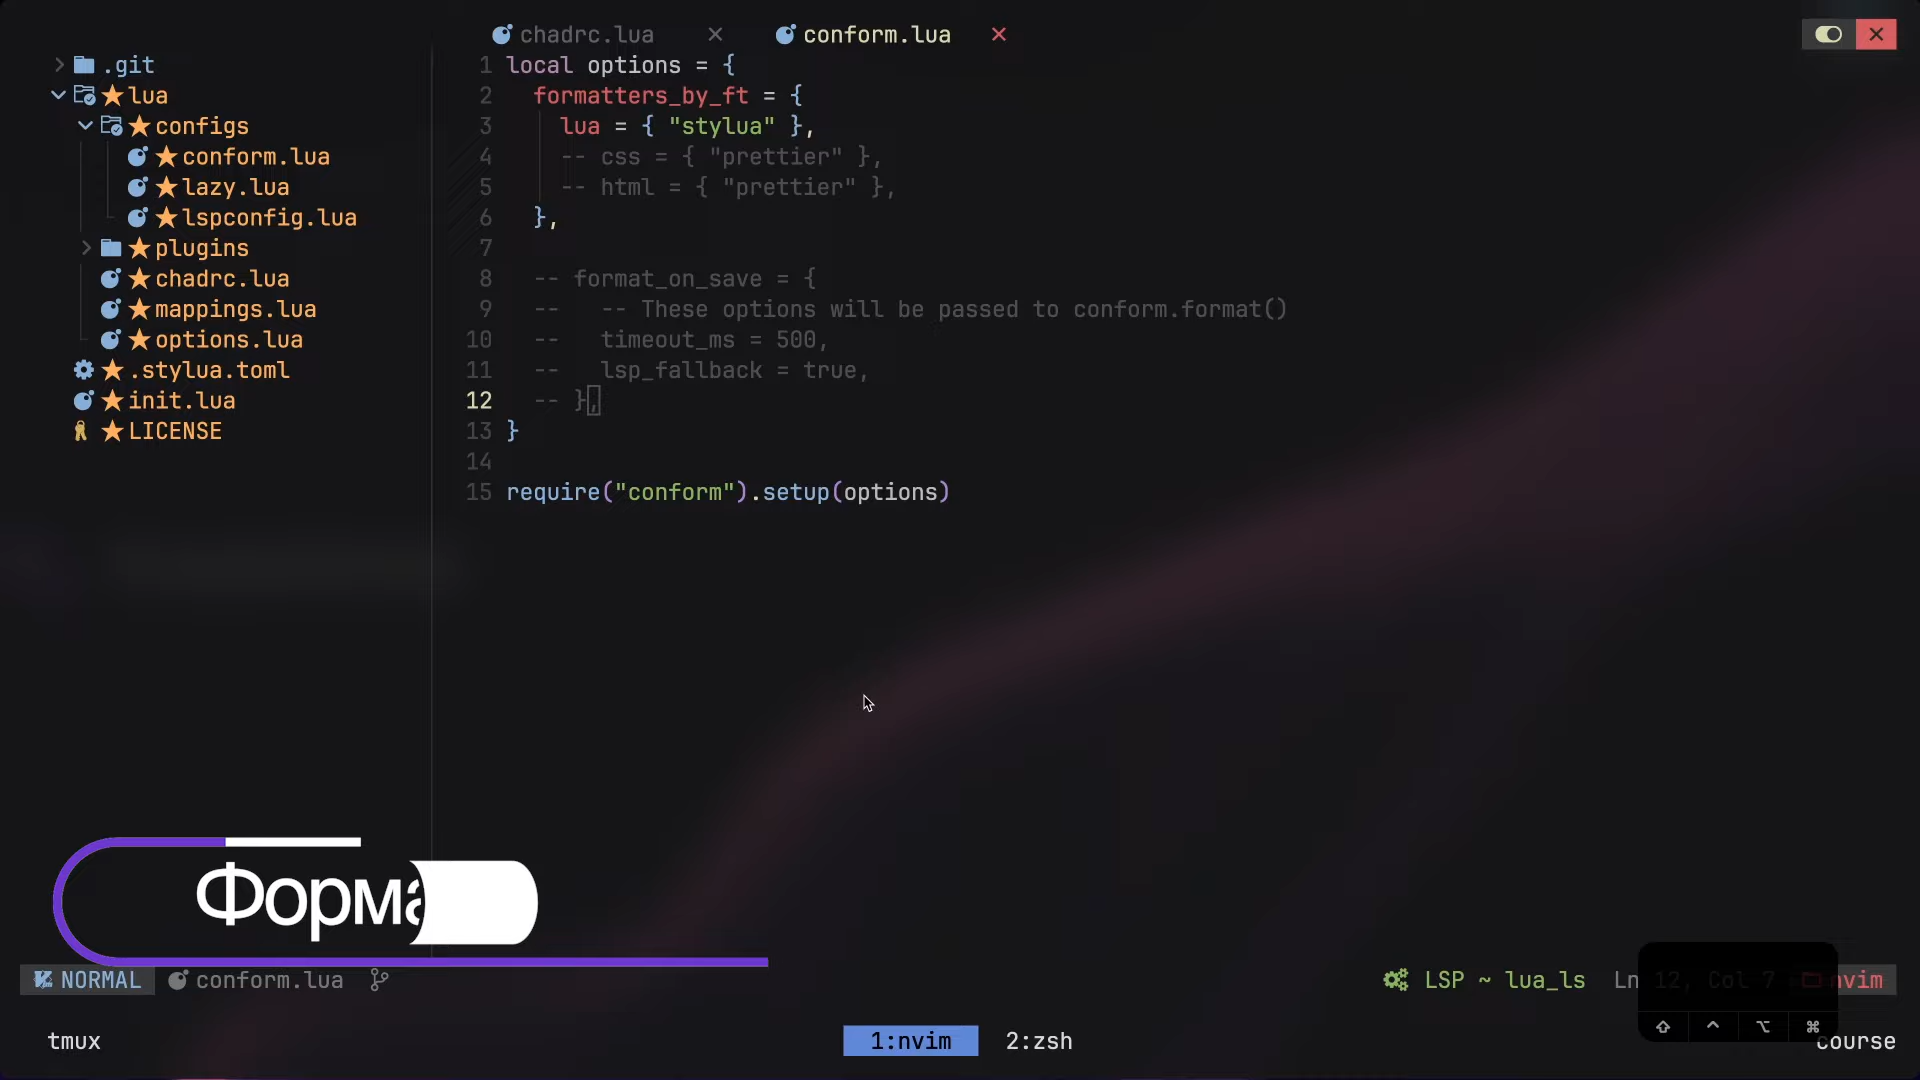 chadrc.lua
conform.lua
.git
lua
configs
conform.lua
lazy.lua
lspconfig.lua
plugins
chadrc.lua
mappings.lua
options.lua
.stylua.toml
init.lua
LICENSE
1 local options = {
2 formatters_by_ft = {
3 lua = { "stylua" },
4 -- css = { "prettier" },
5 -- html = { "prettier" },
6 },
7
8 -- format_on_save = {
9 -- -- These options will be passed to conform.format()
10 -- timeout_ms = 500,
11 -- lsp_fallback = true,
12 -- },
13 }
14
15 require("conform").setup(options)
Форма
NORMAL conform.lua
LSP ~ lua_ls Ln 12, Col 7 nvim
tmux 1:nvim 2:zsh course